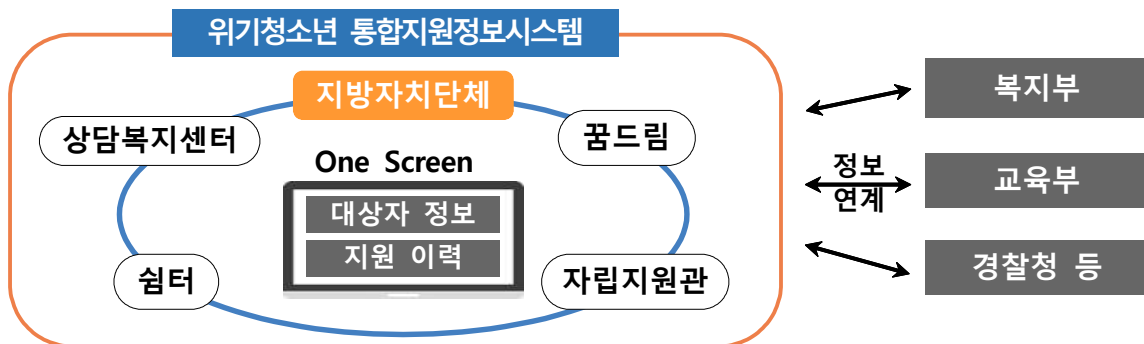 위기청소년 통합지원정보시스템
지방자치단체
상담복지센터
꿈드림
One Screen
대상자 정보
지원 이력
쉼터
자립지원관
정보
연계
복지부
교육부
경찰청 등